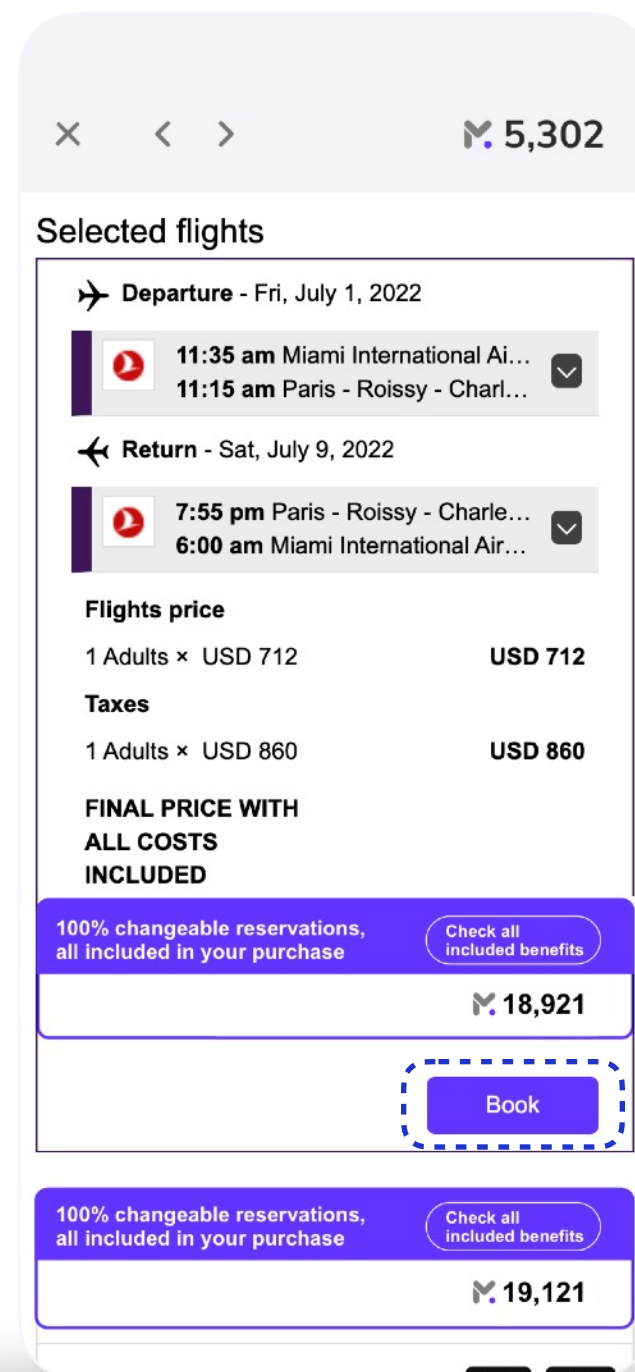 5,302
Selected flights
Departure - Fri, July 1, 2022
11:35 am Miami International Ai...
11:15 am Paris - Roissy - Charl...
Return - Sat, July 9, 2022
7:55 pm Paris - Roissy - Charle...
6:00 am Miami International Air...
Flights price
1 Adults × USD 712 USD 712
Taxes
1 Adults × USD 860 USD 860
FINAL PRICE WITH
ALL COSTS
INCLUDED
100% changeable reservations,
all included in your purchase
Check all
included benefits
M. 18,921
Book
100% changeable reservations,
all included in your purchase
Check all
included benefits
M. 19,121